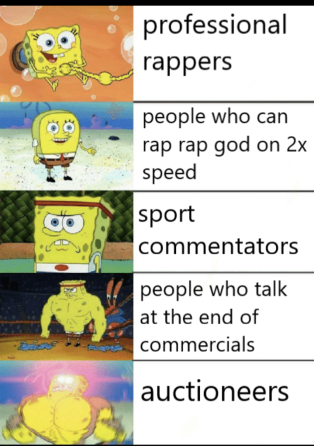 professional
rappers
people who can
rap rap god on 2x
speed
sport
commentators
people who talk
at the end of
commercials
auctioneers